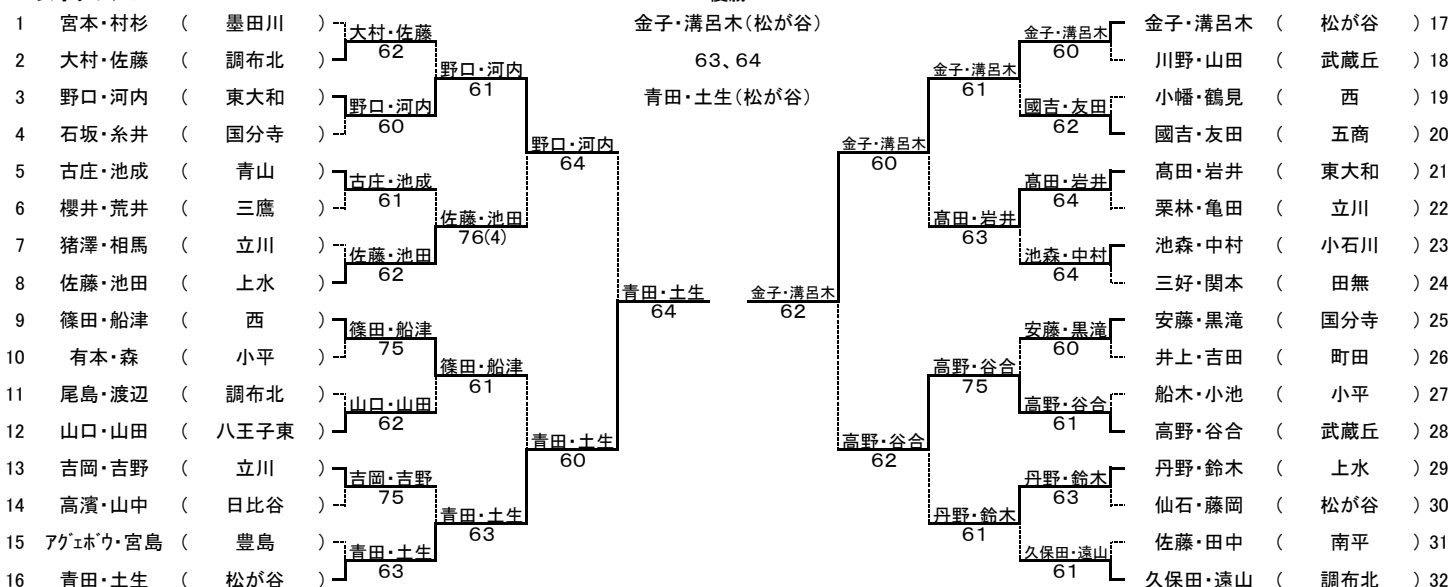 1 宮本・村杉 ( 墨田川 )
2 大村・佐藤 ( 調布北 )
3 野口・河内 ( 東大和 )
4 石坂・糸井 ( 国分寺 )
5 古庄・池成 ( 青山 )
6 櫻井・荒井 ( 三鷹 )
7 猪澤・相馬 ( 立川 )
8 佐藤・池田 ( 上水 )
9 篠田・船津 ( 西 )
10 有本・森 ( 小平 )
11 尾島・渡辺 ( 調布北 )
12 山口・山田 ( 八王子東 )
13 吉岡・吉野 ( 立川 )
14 高濱・山中 ( 日比谷 )
15 アグェボウ・宮島 ( 豊島 )
16 青田・土生 ( 松が谷 )
大村・佐藤
62
野口・河内
60
古庄・池成
61
佐藤・池田
62
篠田・船津
75
山口・山田
62
吉岡・吉野
75
青田・土生
63
野口・河内
61
佐藤・池田
76(4)
篠田・船津
61
青田・土生
63
野口・河内
64
青田・土生
60
青田・土生
64
金子・溝呂木(松が谷)
63、64
青田・土生(松が谷)
金子・溝呂木
62
金子・溝呂木
60
高野・谷合
62
金子・溝呂木
61
髙田・岩井
63
高野・谷合
75
丹野・鈴木
61
金子・溝呂木
60
國吉・友田
62
髙田・岩井
64
池森・中村
64
安藤・黒滝
60
高野・谷合
61
丹野・鈴木
63
久保田・遠山
61
金子・溝呂木 ( 松が谷 ) 17
川野・山田 ( 武蔵丘 ) 18
小幡・鶴見 ( 西 ) 19
國吉・友田 ( 五商 ) 20
髙田・岩井 ( 東大和 ) 21
栗林・亀田 ( 立川 ) 22
池森・中村 ( 小石川 ) 23
三好・関本 ( 田無 ) 24
安藤・黒滝 ( 国分寺 ) 25
井上・吉田 ( 町田 ) 26
船木・小池 ( 小平 ) 27
高野・谷合 ( 武蔵丘 ) 28
丹野・鈴木 ( 上水 ) 29
仙石・藤岡 ( 松が谷 ) 30
佐藤・田中 ( 南平 ) 31
久保田・遠山 ( 調布北 ) 32